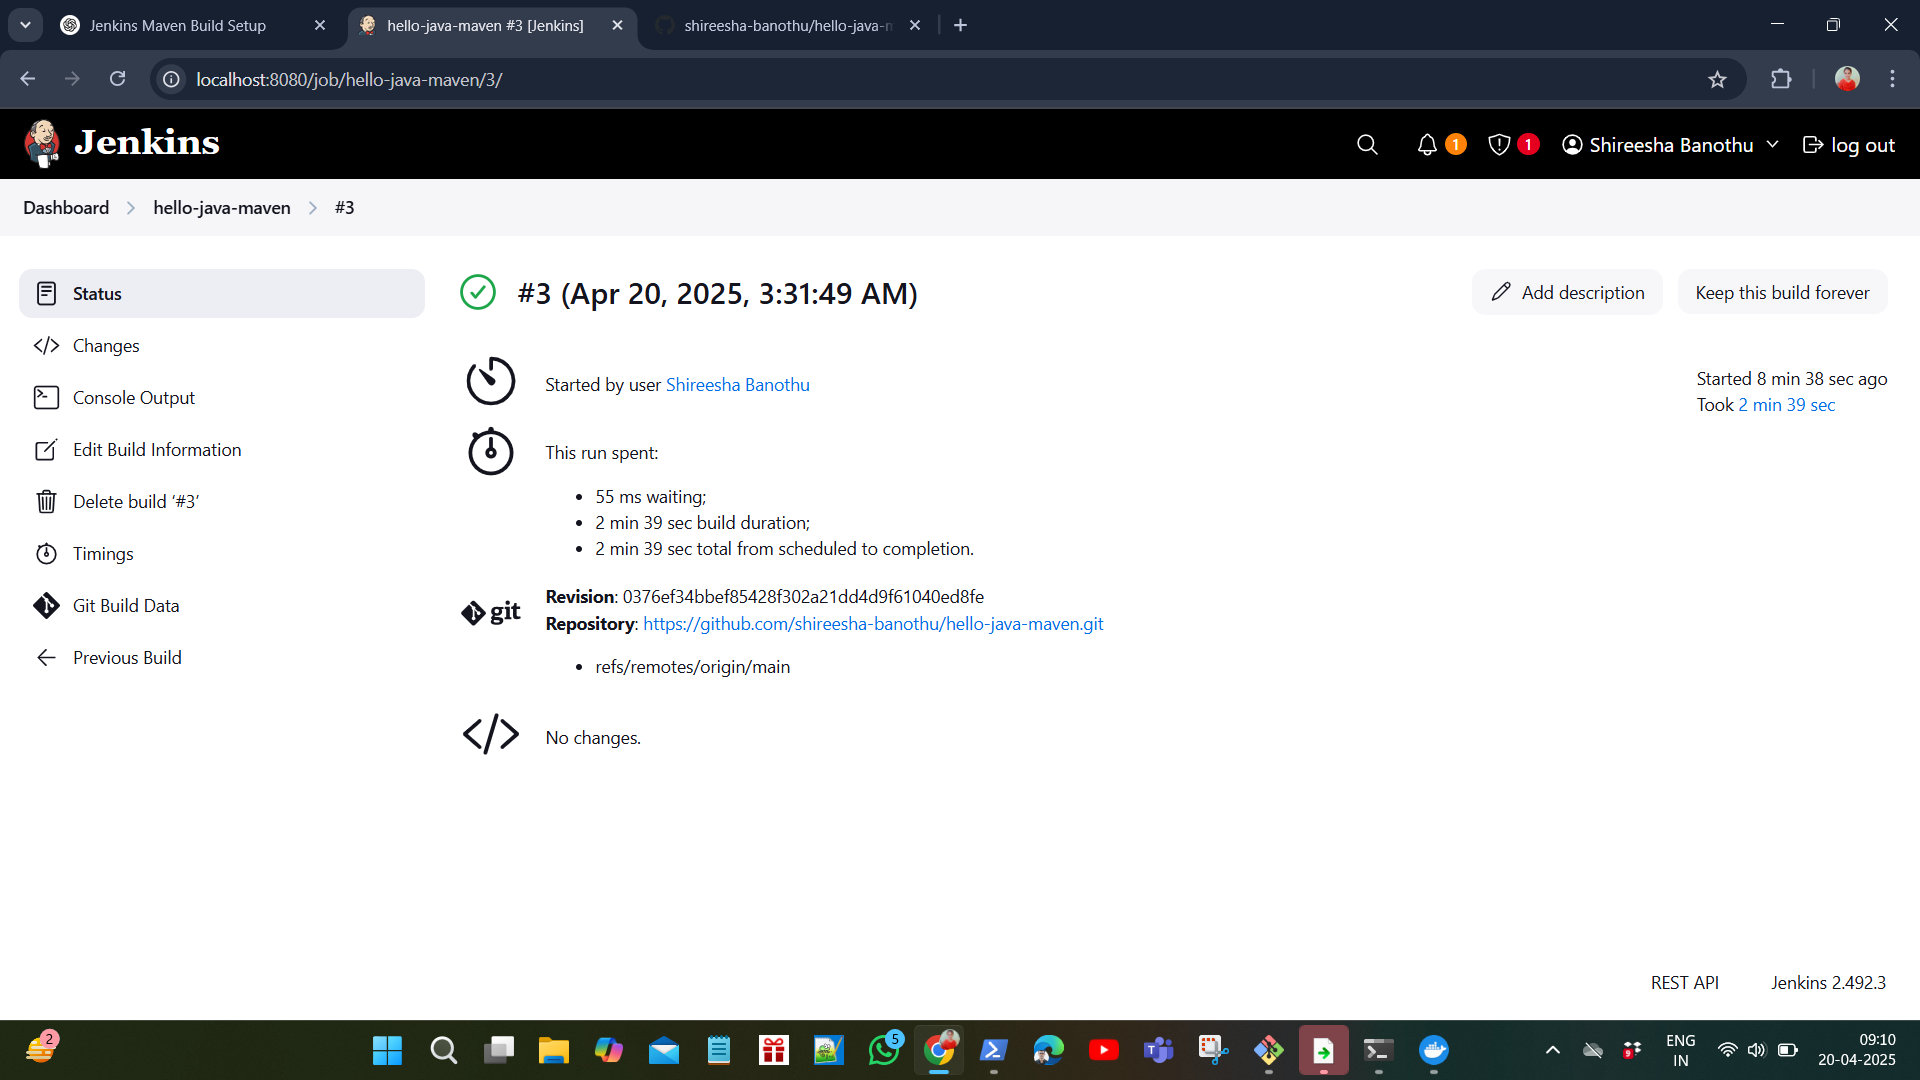 Jenkins Maven Build Setup
hello-java-maven #3 [Jenkins]
shireesha-banothu/hello-java-m
localhost:8080/job/hello-java-maven/3/
Jenkins
1
1
Shireesha Banothu
log out
Dashboard
hello-java-maven
#3
Status
Changes
Console Output
Edit Build Information
Delete build ‘#3’
Timings
Git Build Data
Previous Build
#3 (Apr 20, 2025, 3:31:49 AM)
Add description
Keep this build forever
Started by user Shireesha Banothu
Started 8 min 38 sec ago
Took 2 min 39 sec
This run spent:
55 ms waiting;
2 min 39 sec build duration;
2 min 39 sec total from scheduled to completion.
git
Revision: 0376ef34bbef85428f302a21dd4d9f61040ed8fe
Repository: https://github.com/shireesha-banothu/hello-java-maven.git
refs/remotes/origin/main
No changes.
REST API
Jenkins 2.492.3
2
5
9
ENG
IN
09:10
20-04-2025